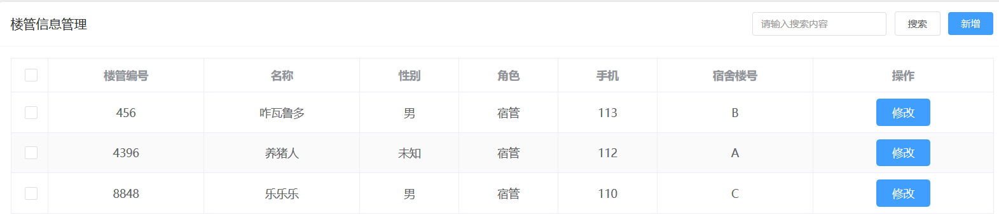 楼管信息管理 请输入搜索内容 搜索 新增
楼管编号 名称 性别 角色 手机 宿舍楼号 操作
456 咋瓦鲁多 男 宿管 113 B 修改
4396 养猪人 未知 宿管 112 A 修改
8848 乐乐乐 男 宿管 110 C 修改